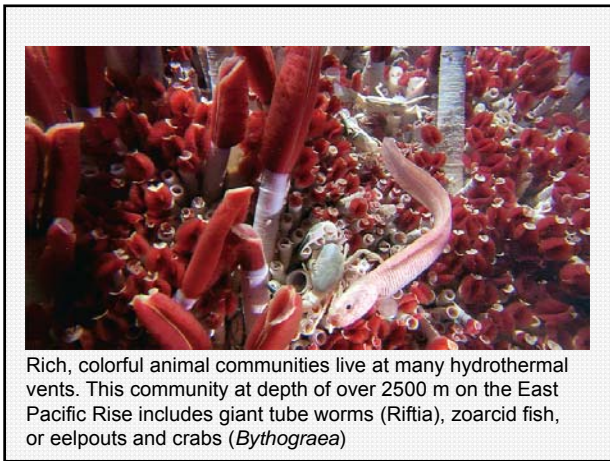 Rich, colorful animal communities live at many hydrothermal
vents. This community at depth of over 2500 m on the East
Pacific Rise includes giant tube worms (Riftia), zoarcid fish,
or eelpouts and crabs (Bythograea)